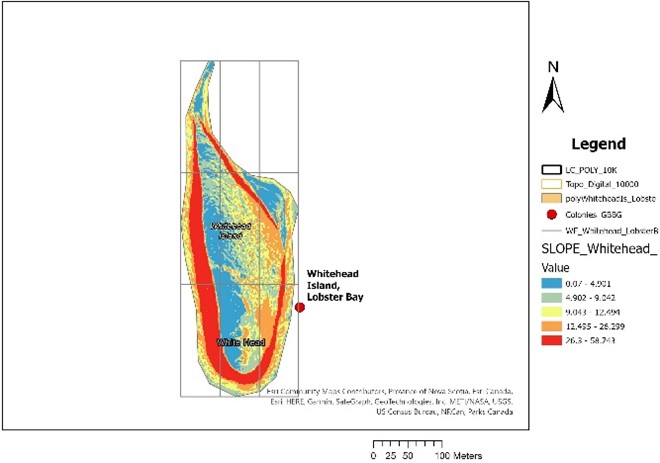 N
Legend
LC_POLY_10K
Topo_Digital_10000
polyWhiteheadIs_Lobste
Colonies_GBBG
WF_Whitehead_LobsterB
SLOPE_Whitehead_
Value
0.07 - 4.901
4.902 - 9.042
9.043 - 12.494
12.495 - 26.299
26.3 - 58.743
Whitehead
Island
Whitehead
Island,
Lobster Bay
White Head
Esri Community Maps Contributors, Province of Nova Scotia, Esri Canada,
Esri, HERE, Garmin, SafeGraph, GeoTechnologies, Inc, METI/NASA, USGS,
US Census Bureau, NRCan, Parks Canada
0 25 50 100 Meters